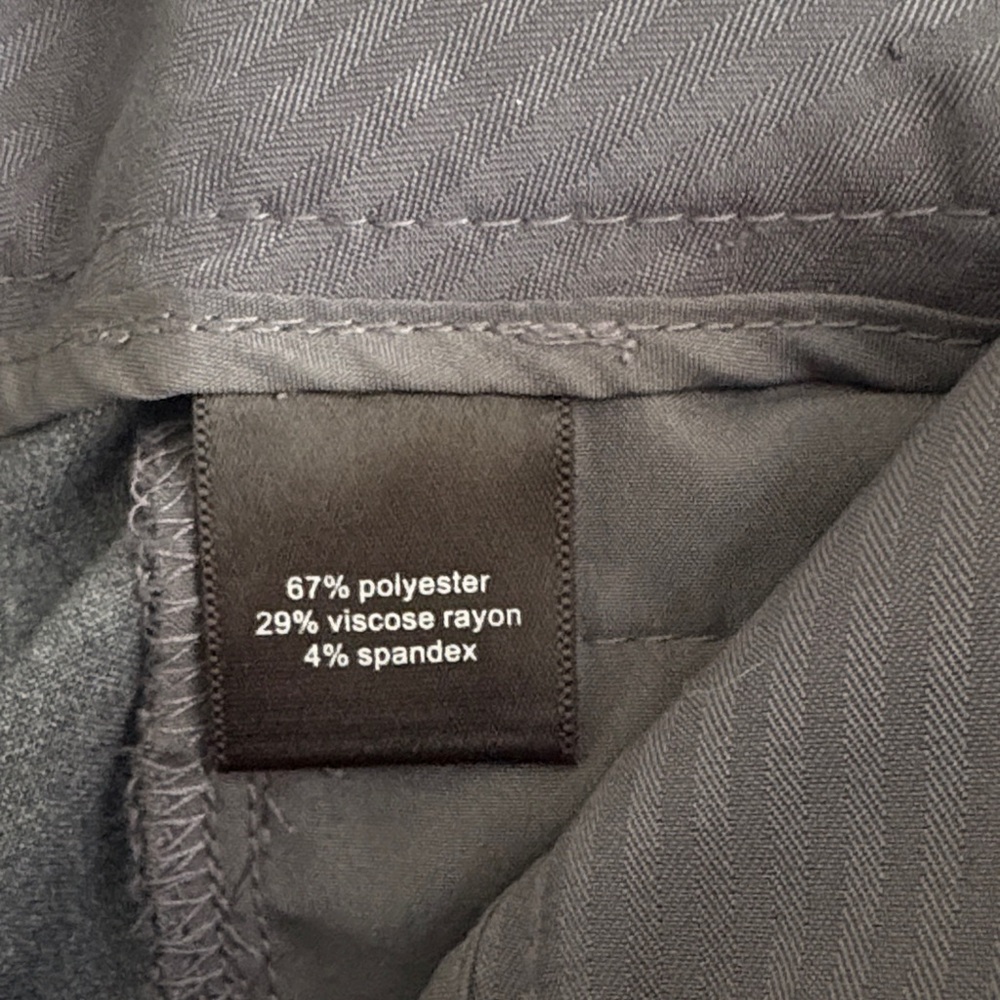 67% polyester
29% viscose rayon
4% spandex